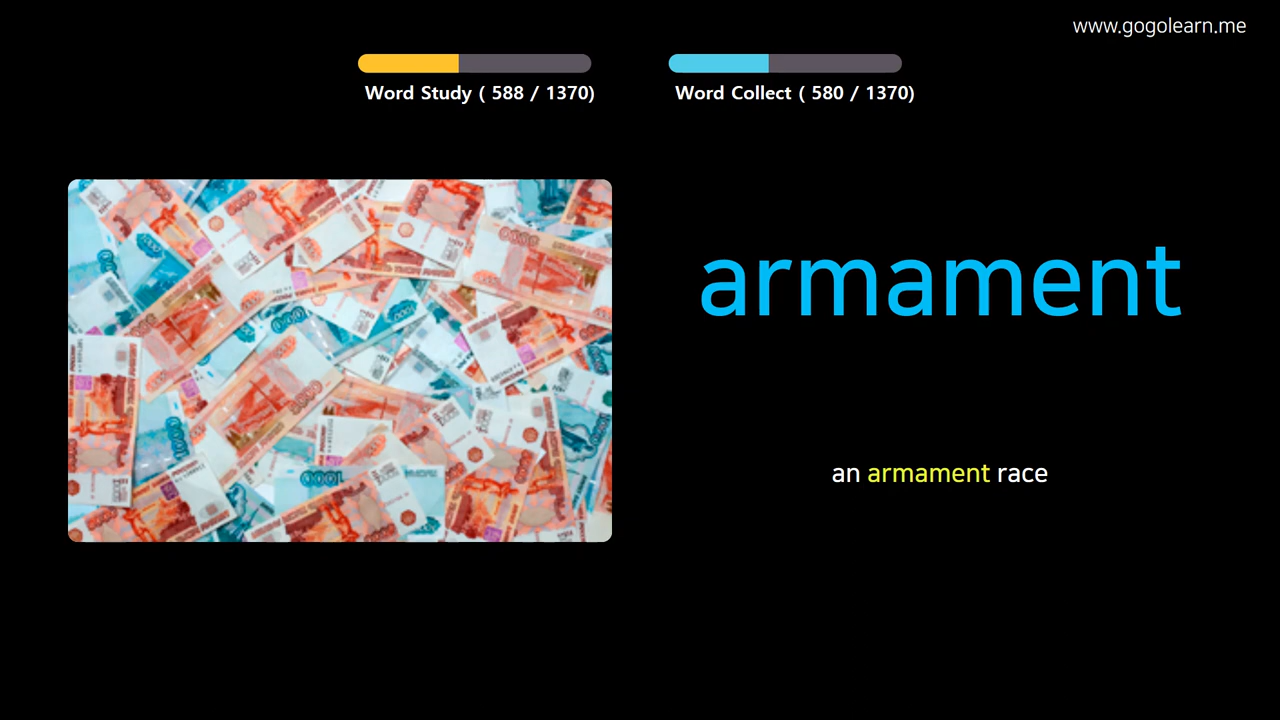 www.gogolearn.me
Word Study ( 588 / 1370)
Word Collect ( 580 / 1370)
armament
an armament race